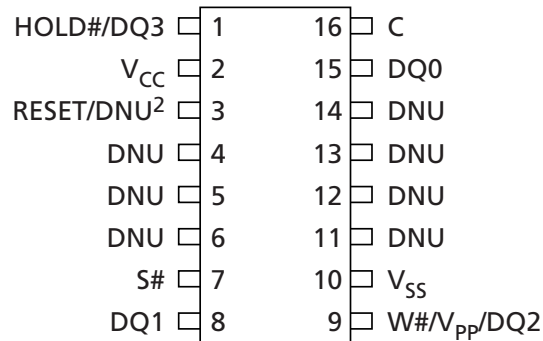 HOLD#/DQ3 1 16 C
VCC 2 15 DQ0
RESET/DNU² 3 14 DNU
DNU 4 13 DNU
DNU 5 12 DNU
DNU 6 11 DNU
S# 7 10 VSS
DQ1 8 9 W#/VPP/DQ2